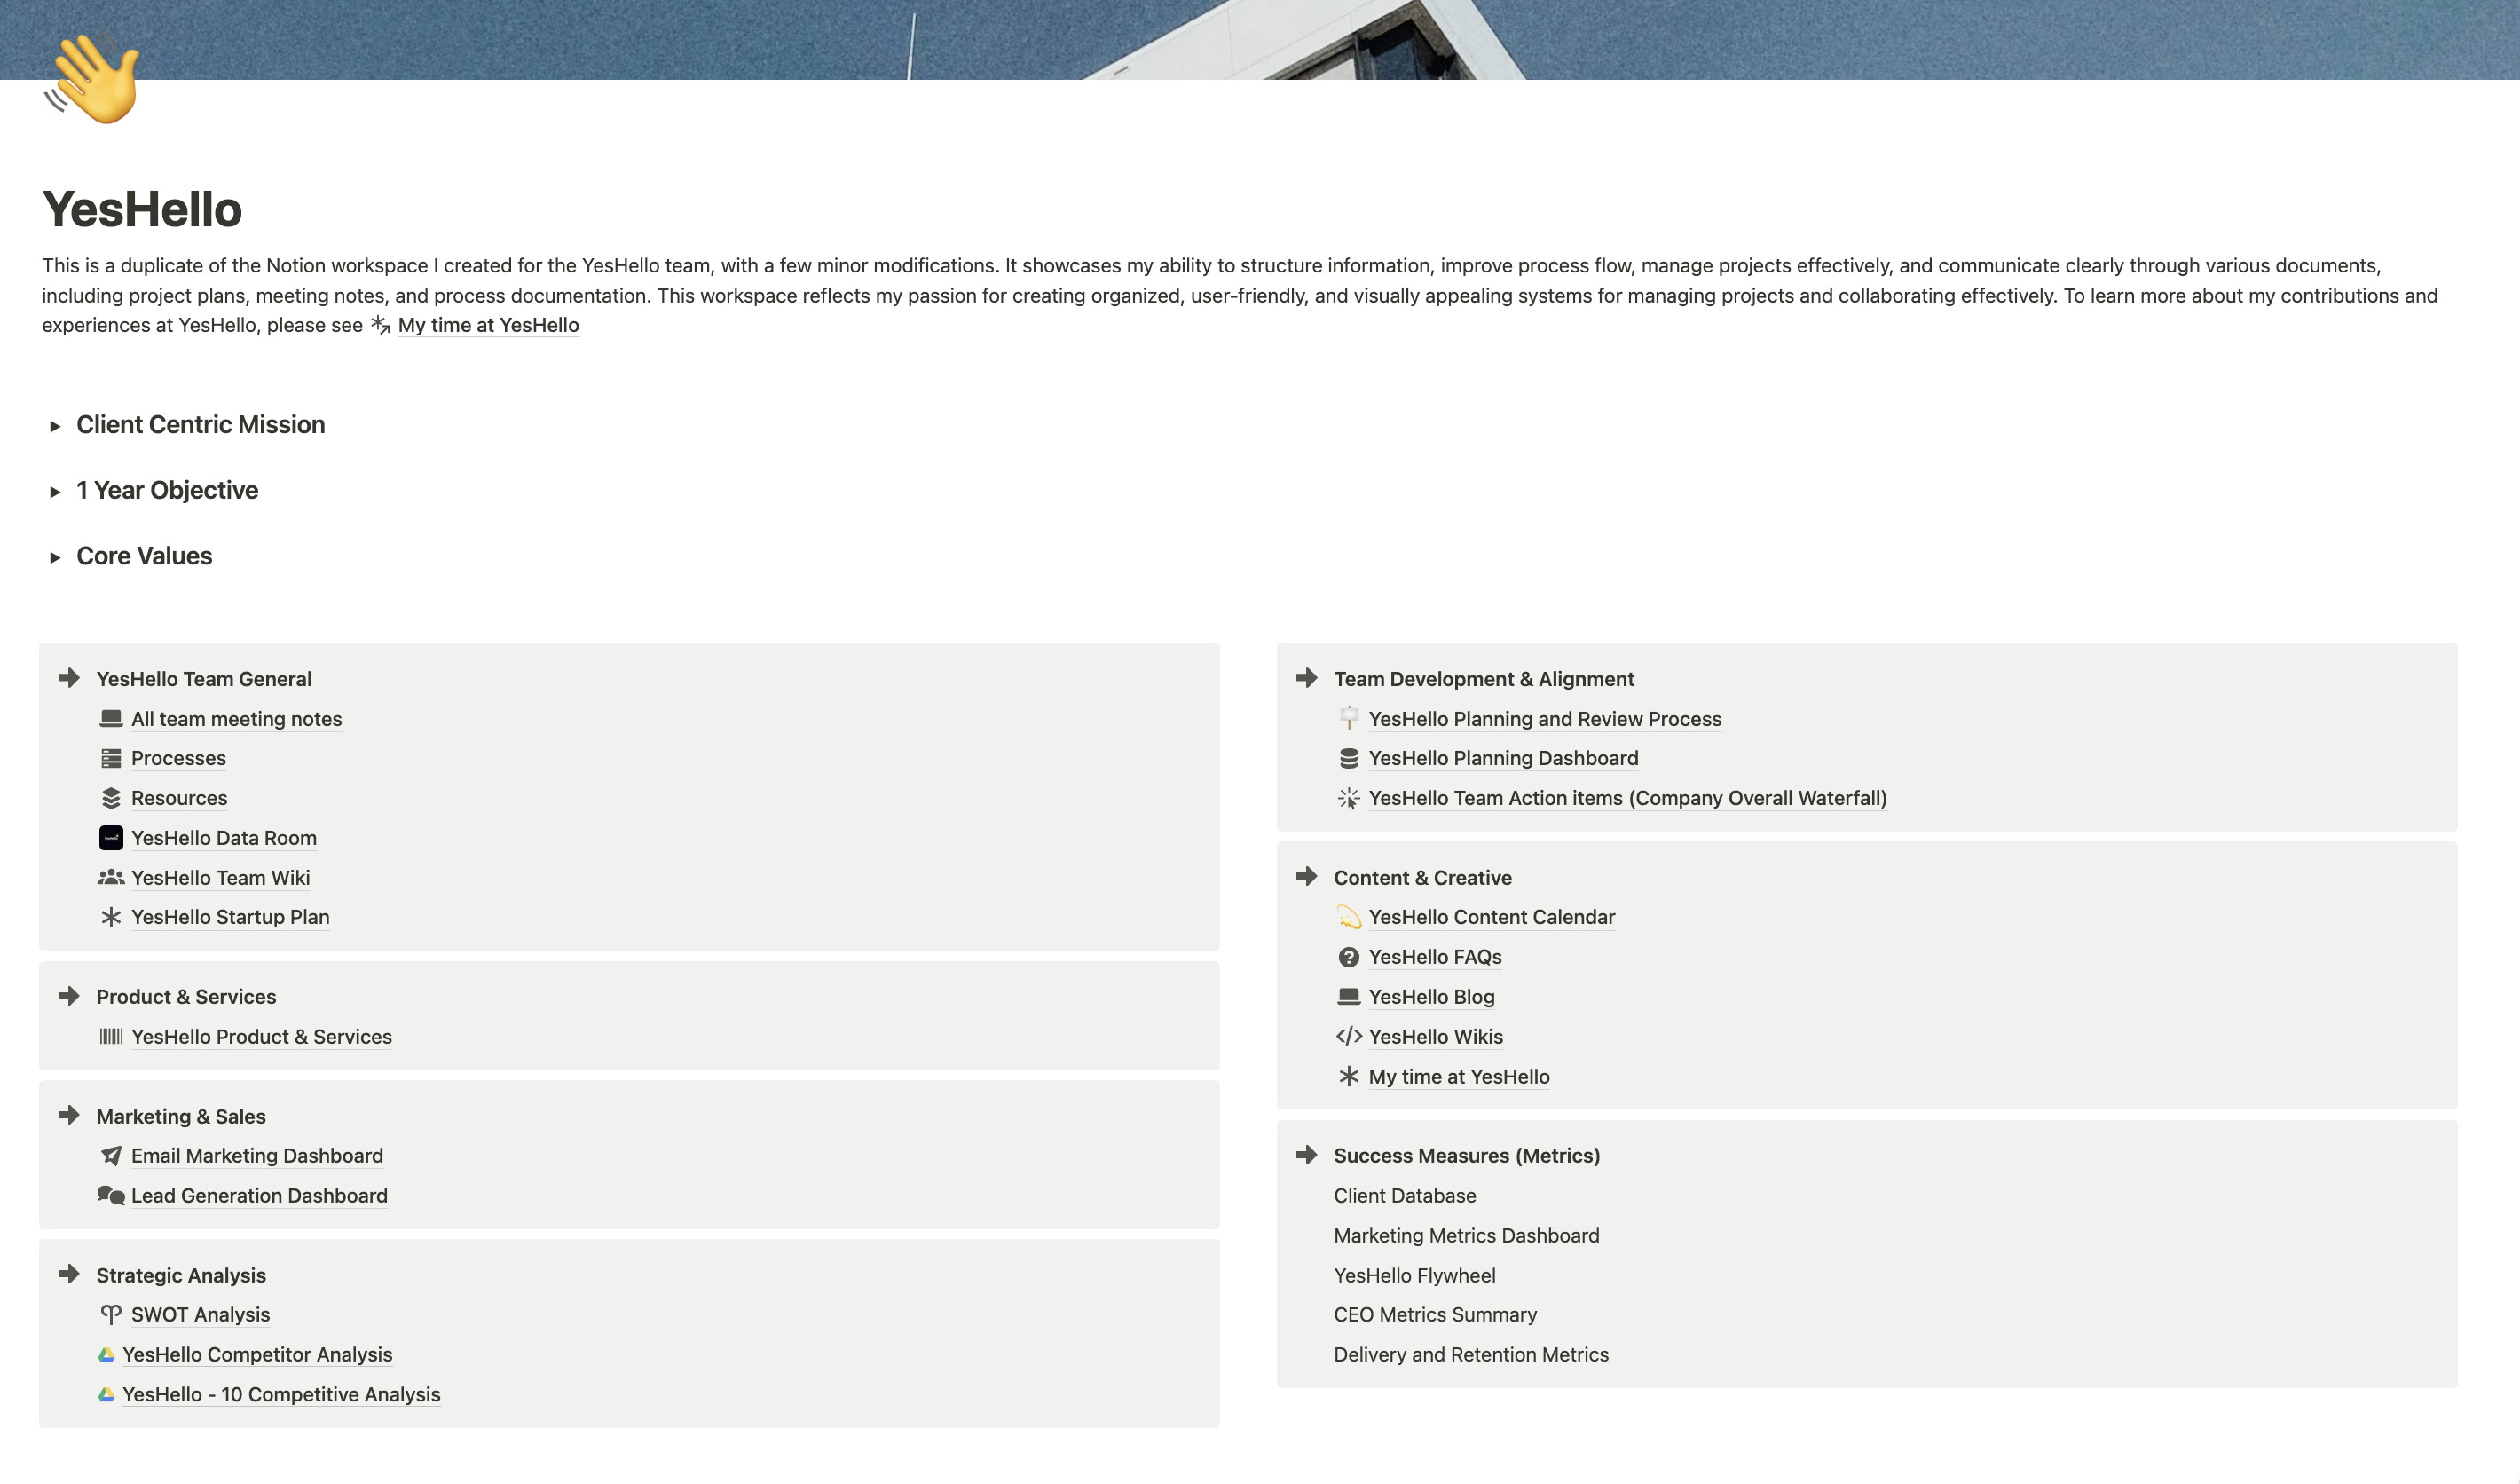 YesHello
This is a duplicate of the Notion workspace I created for the YesHello team, with a few minor modifications. It showcases my ability to structure information, improve process flow, manage projects effectively, and communicate clearly through various documents,
including project plans, meeting notes, and process documentation. This workspace reflects my passion for creating organized, user-friendly, and visually appealing systems for managing projects and collaborating effectively. To learn more about my contributions and
experiences at YesHello, please see My time at YesHello
Client Centric Mission
1 Year Objective
Core Values
YesHello Team General
All team meeting notes
Processes
Resources
YesHello Data Room
YesHello Team Wiki
YesHello Startup Plan
Product & Services
YesHello Product & Services
Marketing & Sales
Email Marketing Dashboard
Lead Generation Dashboard
Strategic Analysis
SWOT Analysis
YesHello Competitor Analysis
YesHello - 10 Competitive Analysis
Team Development & Alignment
YesHello Planning and Review Process
YesHello Planning Dashboard
YesHello Team Action items (Company Overall Waterfall)
Content & Creative
YesHello Content Calendar
YesHello FAQs
YesHello Blog
YesHello Wikis
My time at YesHello
Success Measures (Metrics)
Client Database
Marketing Metrics Dashboard
YesHello Flywheel
CEO Metrics Summary
Delivery and Retention Metrics